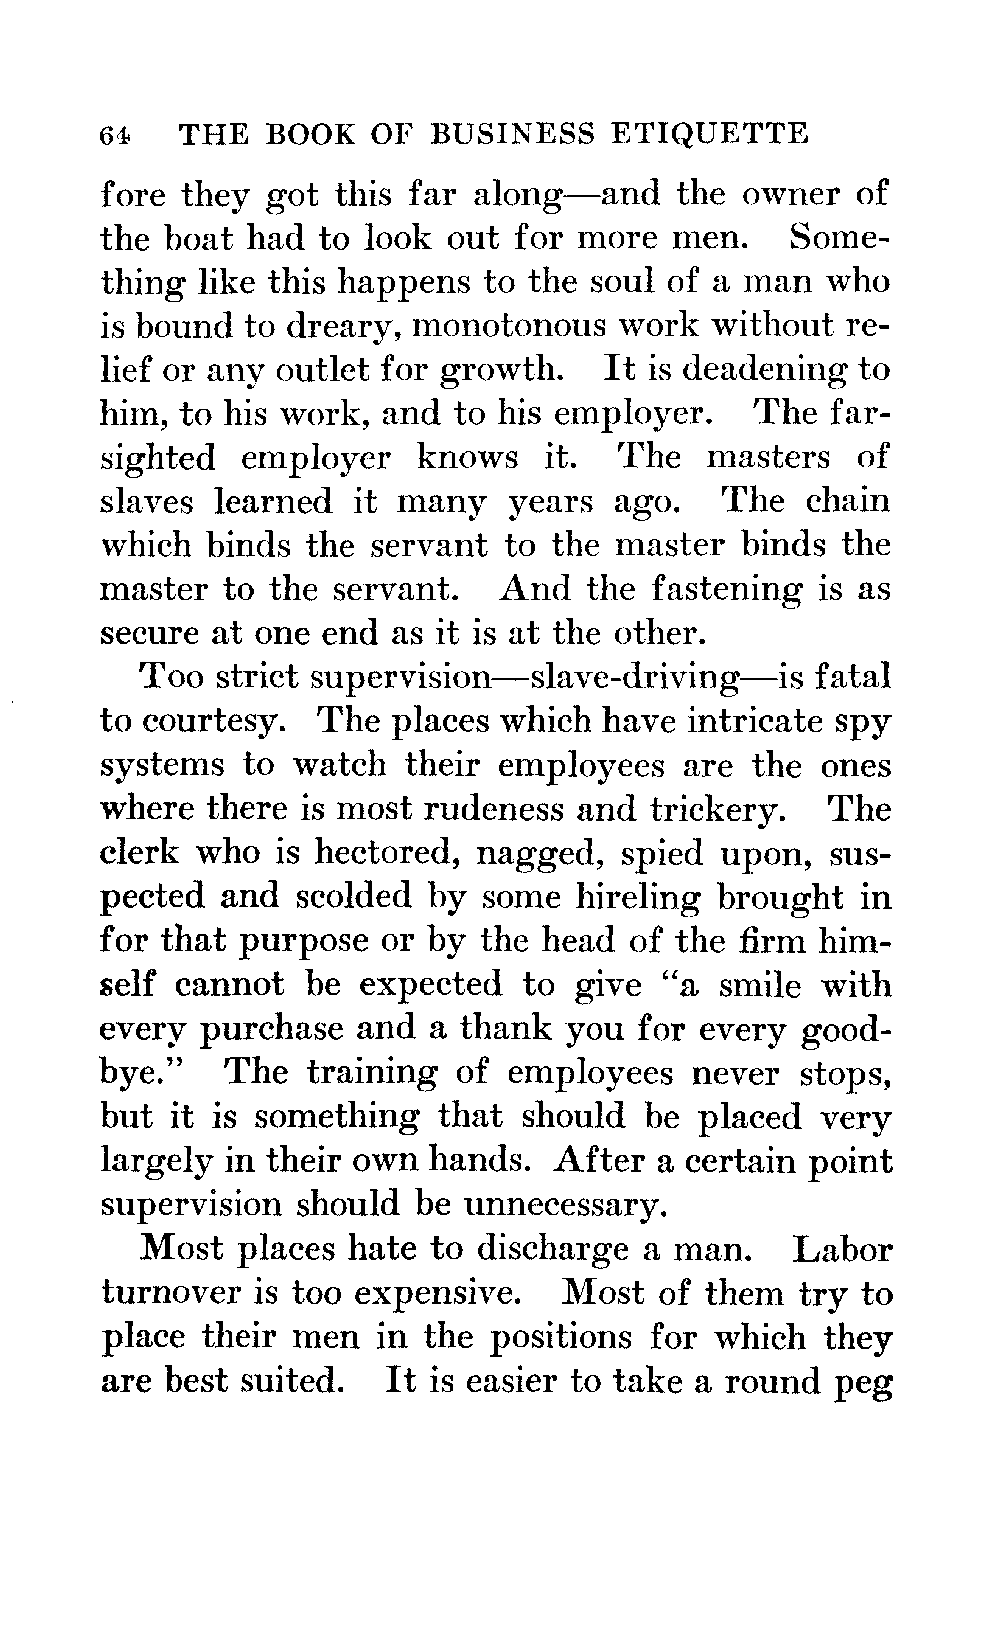 64 THE BOOK OF BUSINESS ETIQUETTE
fore they got this far along—and the owner of
the boat had to look out for more men. Some-
thing like this happens to the soul of a man who
is bound to dreary, monotonous work without re-
lief or any outlet for growth. It is deadening to
him, to his work, and to his employer. The far-
sighted employer knows it. The masters of
slaves learned it many years ago. The chain
which binds the servant to the master binds the
master to the servant. And the fastening is as
secure at one end as it is at the other.
Too strict supervision—slave-driving—is fatal
to courtesy. The places which have intricate spy
systems to watch their employees are the ones
where there is most rudeness and trickery. The
clerk who is hectored, nagged, spied upon, sus-
pected and scolded by some hireling brought in
for that purpose or by the head of the firm him-
self cannot be expected to give “a smile with
every purchase and a thank you for every good-
bye.” The training of employees never stops,
but it is something that should be placed very
largely in their own hands. After a certain point
supervision should be unnecessary.
Most places hate to discharge a man. Labor
turnover is too expensive. Most of them try to
place their men in the positions for which they
are best suited. It is easier to take a round peg